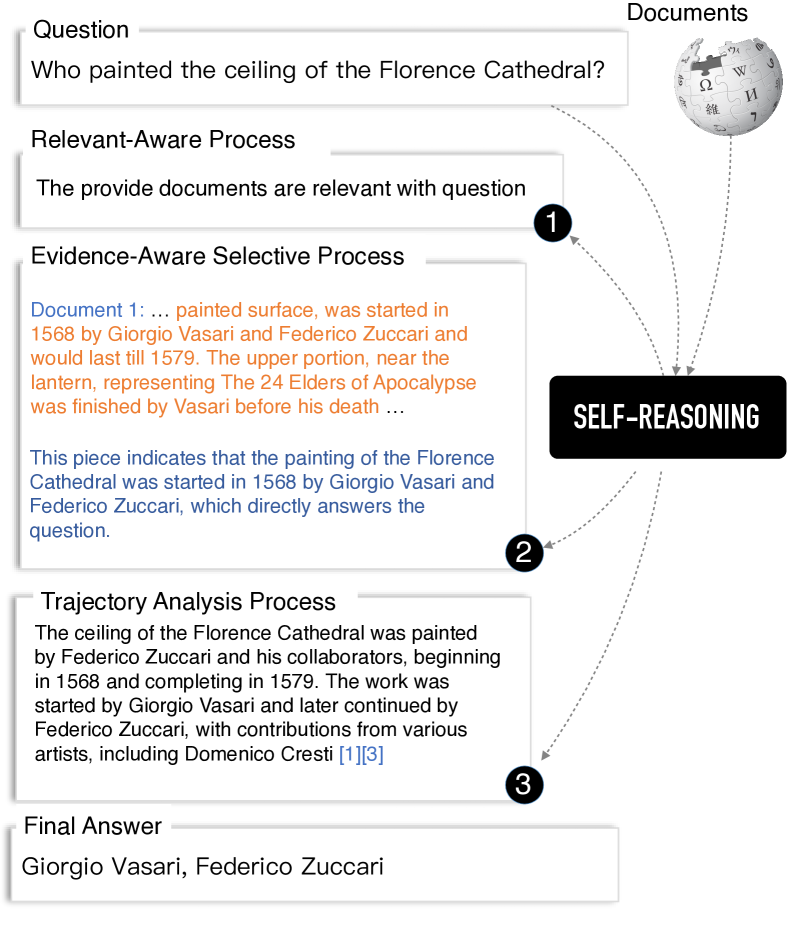 Documents
Question
Who painted the ceiling of the Florence Cathedral?
Ω
W
ウィ
維
И
7
Relevant-Aware Process
The provide documents are relevant with question
1
Evidence-Aware Selective Process
Document 1: … painted surface, was started in
1568 by Giorgio Vasari and Federico Zuccari and
would last till 1579. The upper portion, near the
lantern, representing The 24 Elders of Apocalypse
was finished by Vasari before his death …
This piece indicates that the painting of the Florence
Cathedral was started in 1568 by Giorgio Vasari and
Federico Zuccari, which directly answers the
question.
2
SELF-REASONING
Trajectory Analysis Process
The ceiling of the Florence Cathedral was painted
by Federico Zuccari and his collaborators, beginning
in 1568 and completing in 1579. The work was
started by Giorgio Vasari and later continued by
Federico Zuccari, with contributions from various
artists, including Domenico Cresti [1][3]
3
Final Answer
Giorgio Vasari, Federico Zuccari